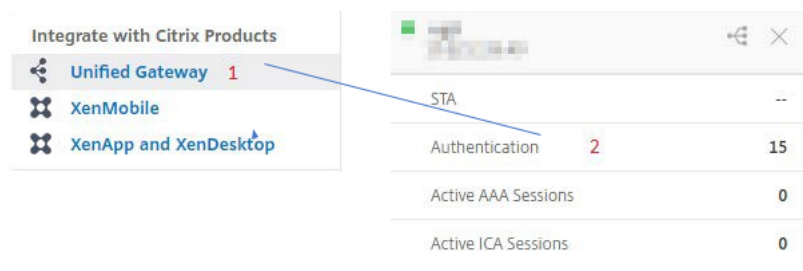 Integrate with Citrix Products
Unified Gateway 1
XenMobile
XenApp and XenDesktop
STA --
Authentication 2 15
Active AAA Sessions 0
Active ICA Sessions 0